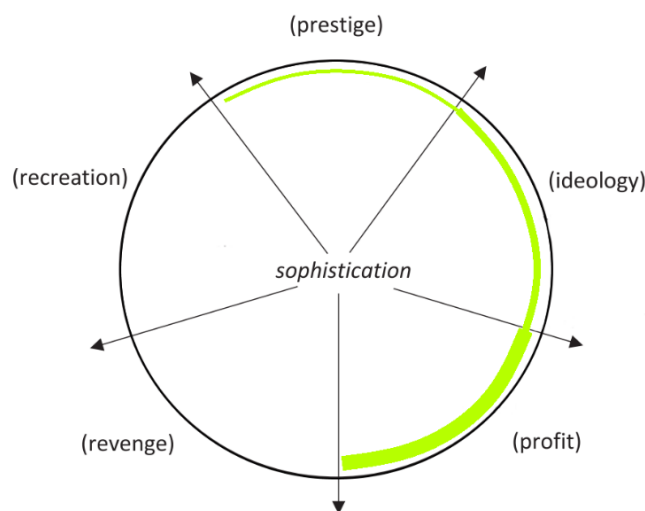 (prestige)
(recreation)
(ideology)
sophistication
(revenge)
(profit)